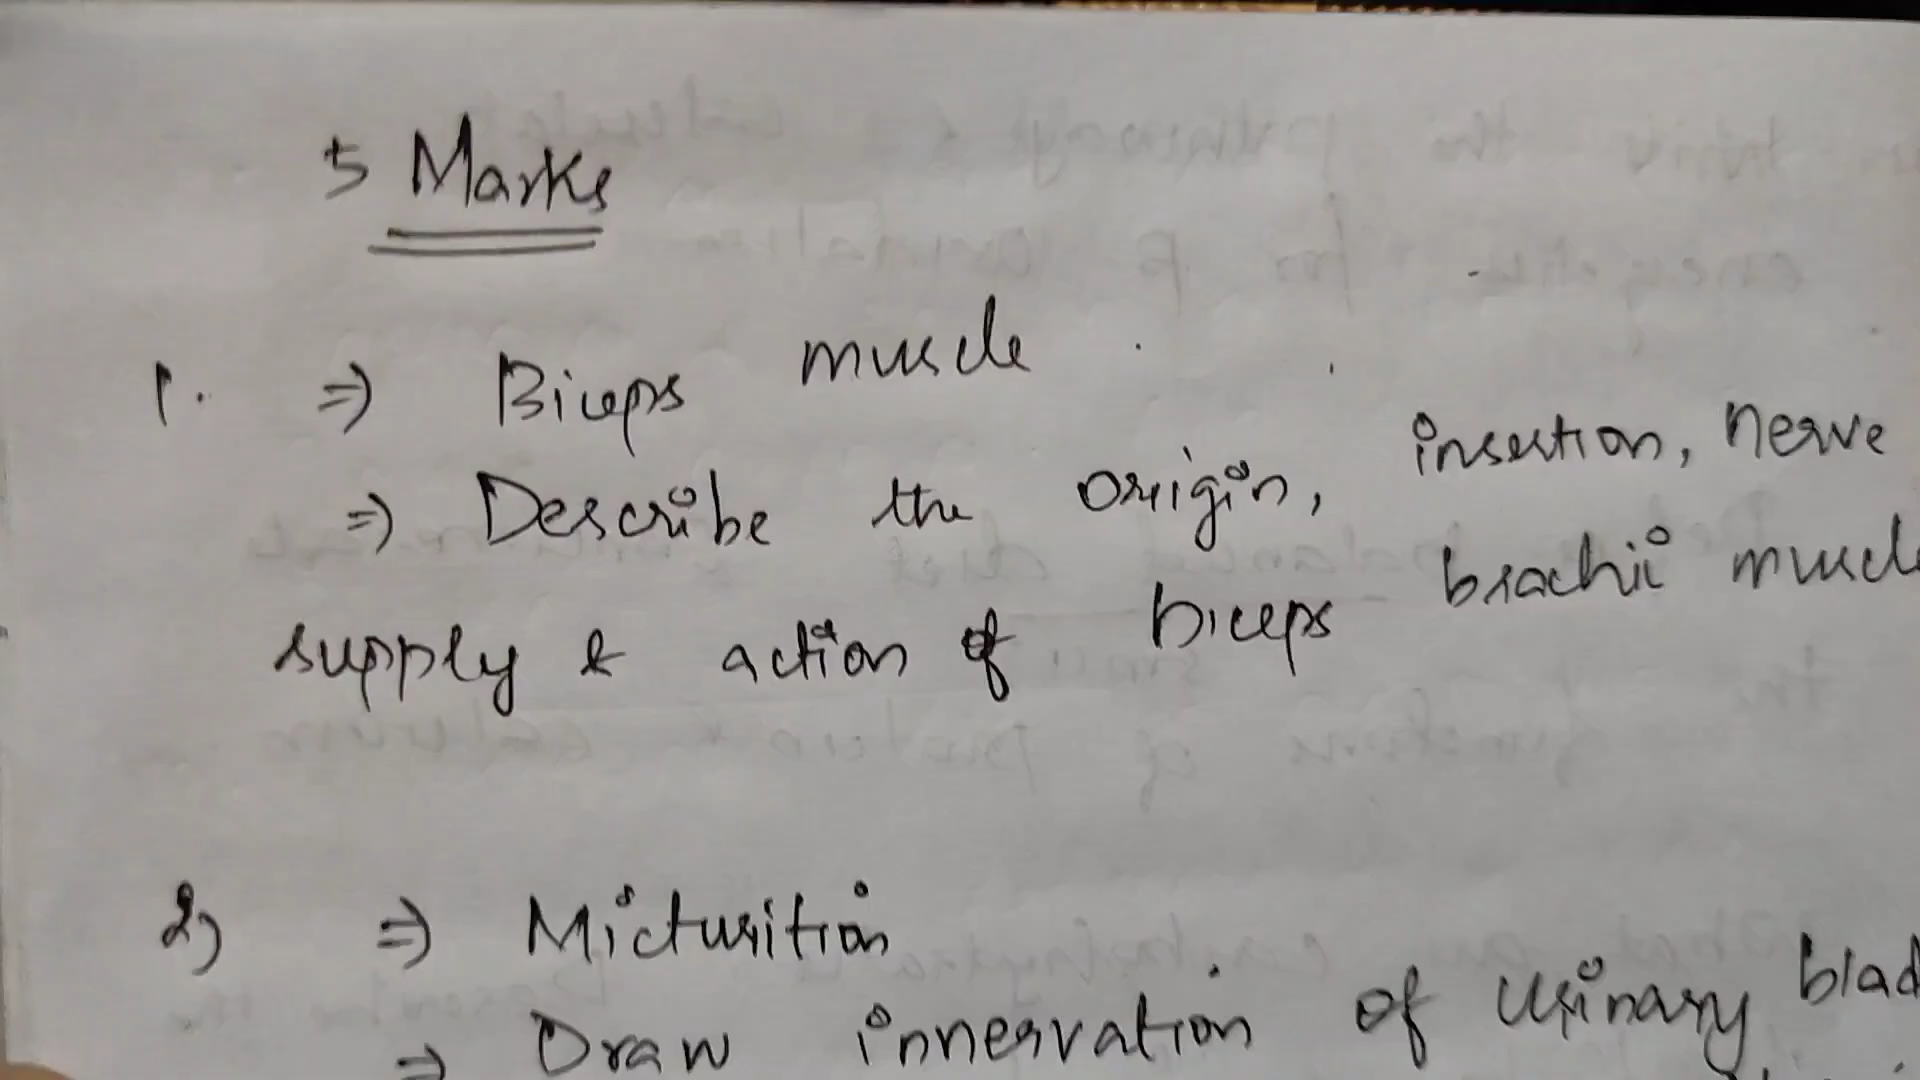 5 Marks
1. ⇒ Biceps muscle
⇒ Describe the origin, insertion, nerve
supply & action of biceps brachii muscle
2) ⇒ Micturition
⇒ Draw innervation of urinary blad